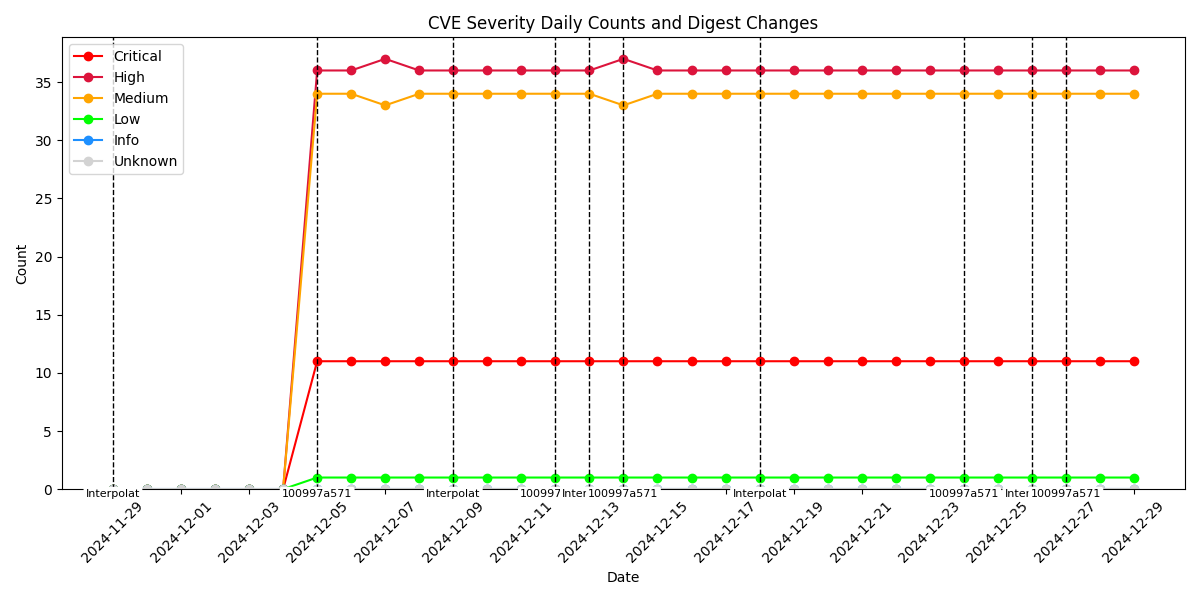 CVE Severity Daily Counts and Digest Changes
Critical
High
Medium
Low
Info
Unknown
Count
35
30
25
20
15
10
5
0
Interpolat
100997a571
Interpolat
100997
Inter
100997a571
Interpolat
100997a571
Inter
100997a571
2024-11-29
2024-12-01
2024-12-03
2024-12-05
2024-12-07
2024-12-09
2024-12-11
2024-12-13
2024-12-15
2024-12-17
2024-12-19
2024-12-21
2024-12-23
2024-12-25
2024-12-27
2024-12-29
Date